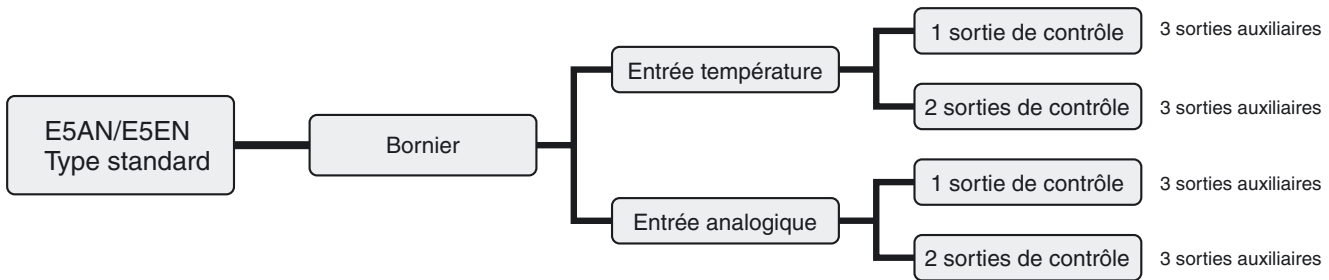 E5AN/E5EN
Type standard
Bornier
Entrée température
1 sortie de contrôle
3 sorties auxiliaires
2 sorties de contrôle
3 sorties auxiliaires
Entrée analogique
1 sortie de contrôle
3 sorties auxiliaires
2 sorties de contrôle
3 sorties auxiliaires